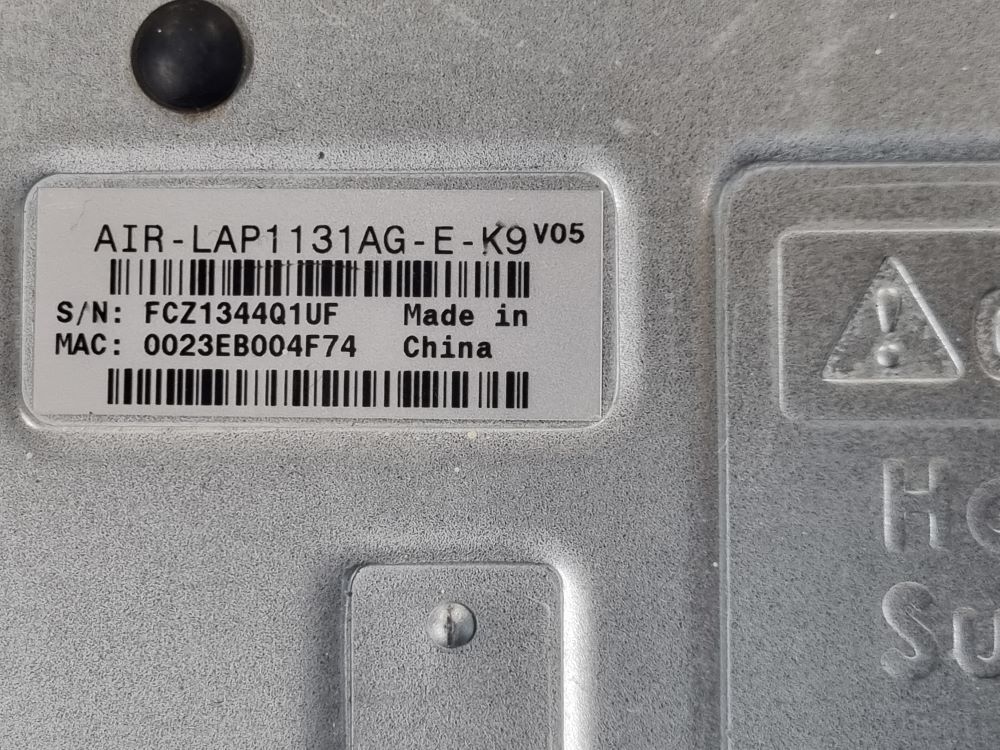 AIR-LAP1131AG-E-K9 V05
S/N: FCZ1344Q1UF Made in
MAC: 0023EB004F74 China